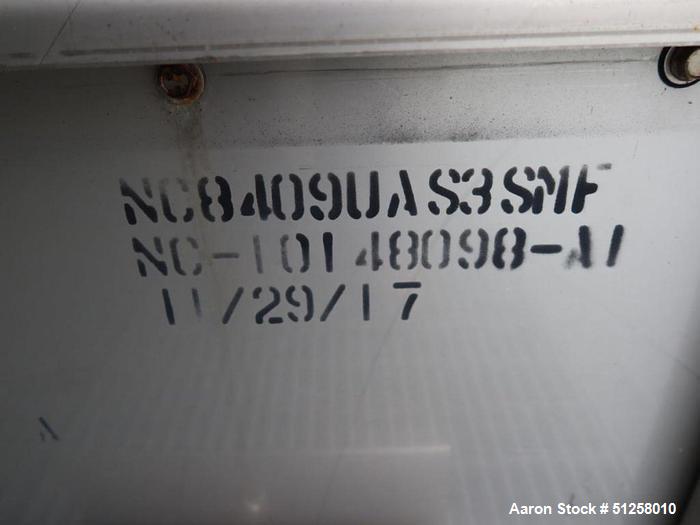 NC8409UAS3SMF
NC-10148098-A1
11/29/17
Aaron Stock # 51258010